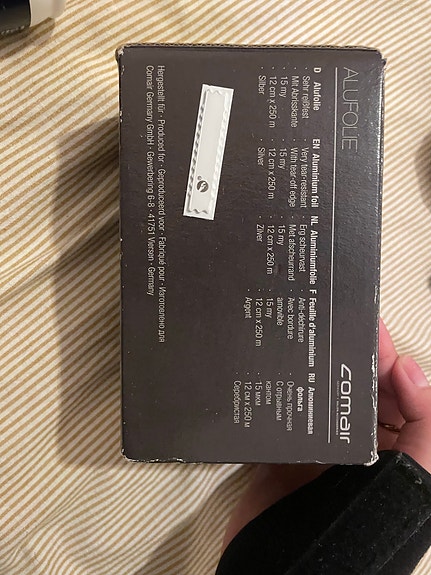 ALUFOLIE
comair
D Alufolie
· Sehr reißfest
· Mit Abrisskante
· 15 my
· 12 cm x 250 m
· Silber
EN Aluminium foil
· Very tear-resistant
· With tear-off edge
· 15 my
· 12 cm x 250 m
· Silver
NL Aluminiumfolie
· Erg scheurvast
· Met afscheurrand
· 15 my
· 12 cm x 250 m
· Zilver
F Feuille d'aluminium
· Anti-déchirure
· Avec bordure
amovible
· 15 my
· 12 cm x 250 m
· Argent
RU Алюминиевая
фольга
· Очень прочная
· С отрывным
кантом
· 15 мкм
· 12 см x 250 м
· Серебристая
Hergestellt für · Produced for · Geproduceerd voor · Fabriqué pour · Изготовлено для
Comair Germany GmbH · Gewerbering 6-8 · 41751 Viersen · Germany